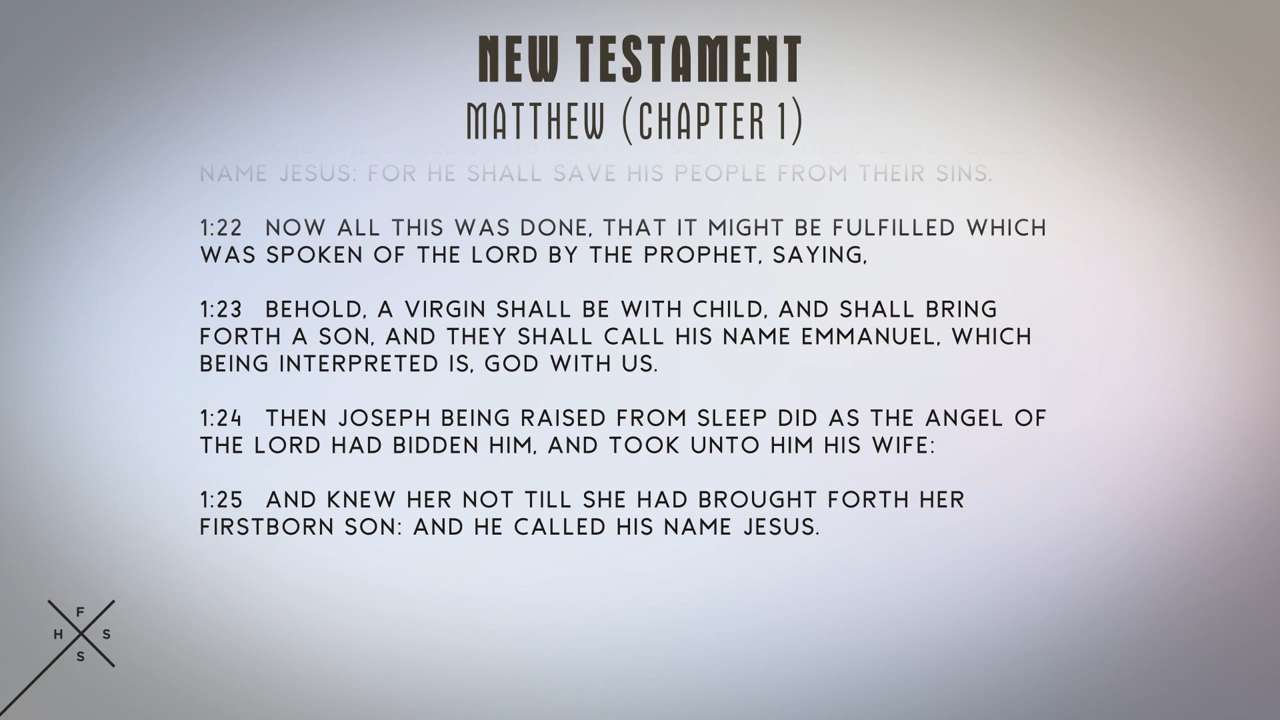 NEW TESTAMENT
MATTHEW (CHAPTER 1)
NAME JESUS: FOR HE SHALL SAVE HIS PEOPLE FROM THEIR SINS.
1:22 NOW ALL THIS WAS DONE, THAT IT MIGHT BE FULFILLED WHICH
WAS SPOKEN OF THE LORD BY THE PROPHET, SAYING,
1:23 BEHOLD, A VIRGIN SHALL BE WITH CHILD, AND SHALL BRING
FORTH A SON, AND THEY SHALL CALL HIS NAME EMMANUEL, WHICH
BEING INTERPRETED IS, GOD WITH US.
1:24 THEN JOSEPH BEING RAISED FROM SLEEP DID AS THE ANGEL OF
THE LORD HAD BIDDEN HIM, AND TOOK UNTO HIM HIS WIFE:
1:25 AND KNEW HER NOT TILL SHE HAD BROUGHT FORTH HER
FIRSTBORN SON: AND HE CALLED HIS NAME JESUS.
F
H S
S